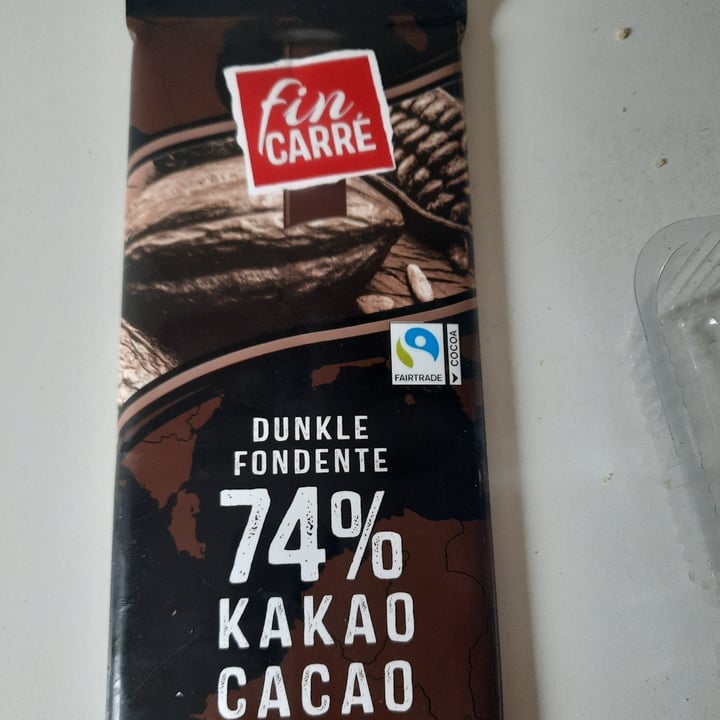 fin
CARRÉ
FAIRTRADE
COCOA
DUNKLE
FONDENTE
74%
KAKAO
CACAO